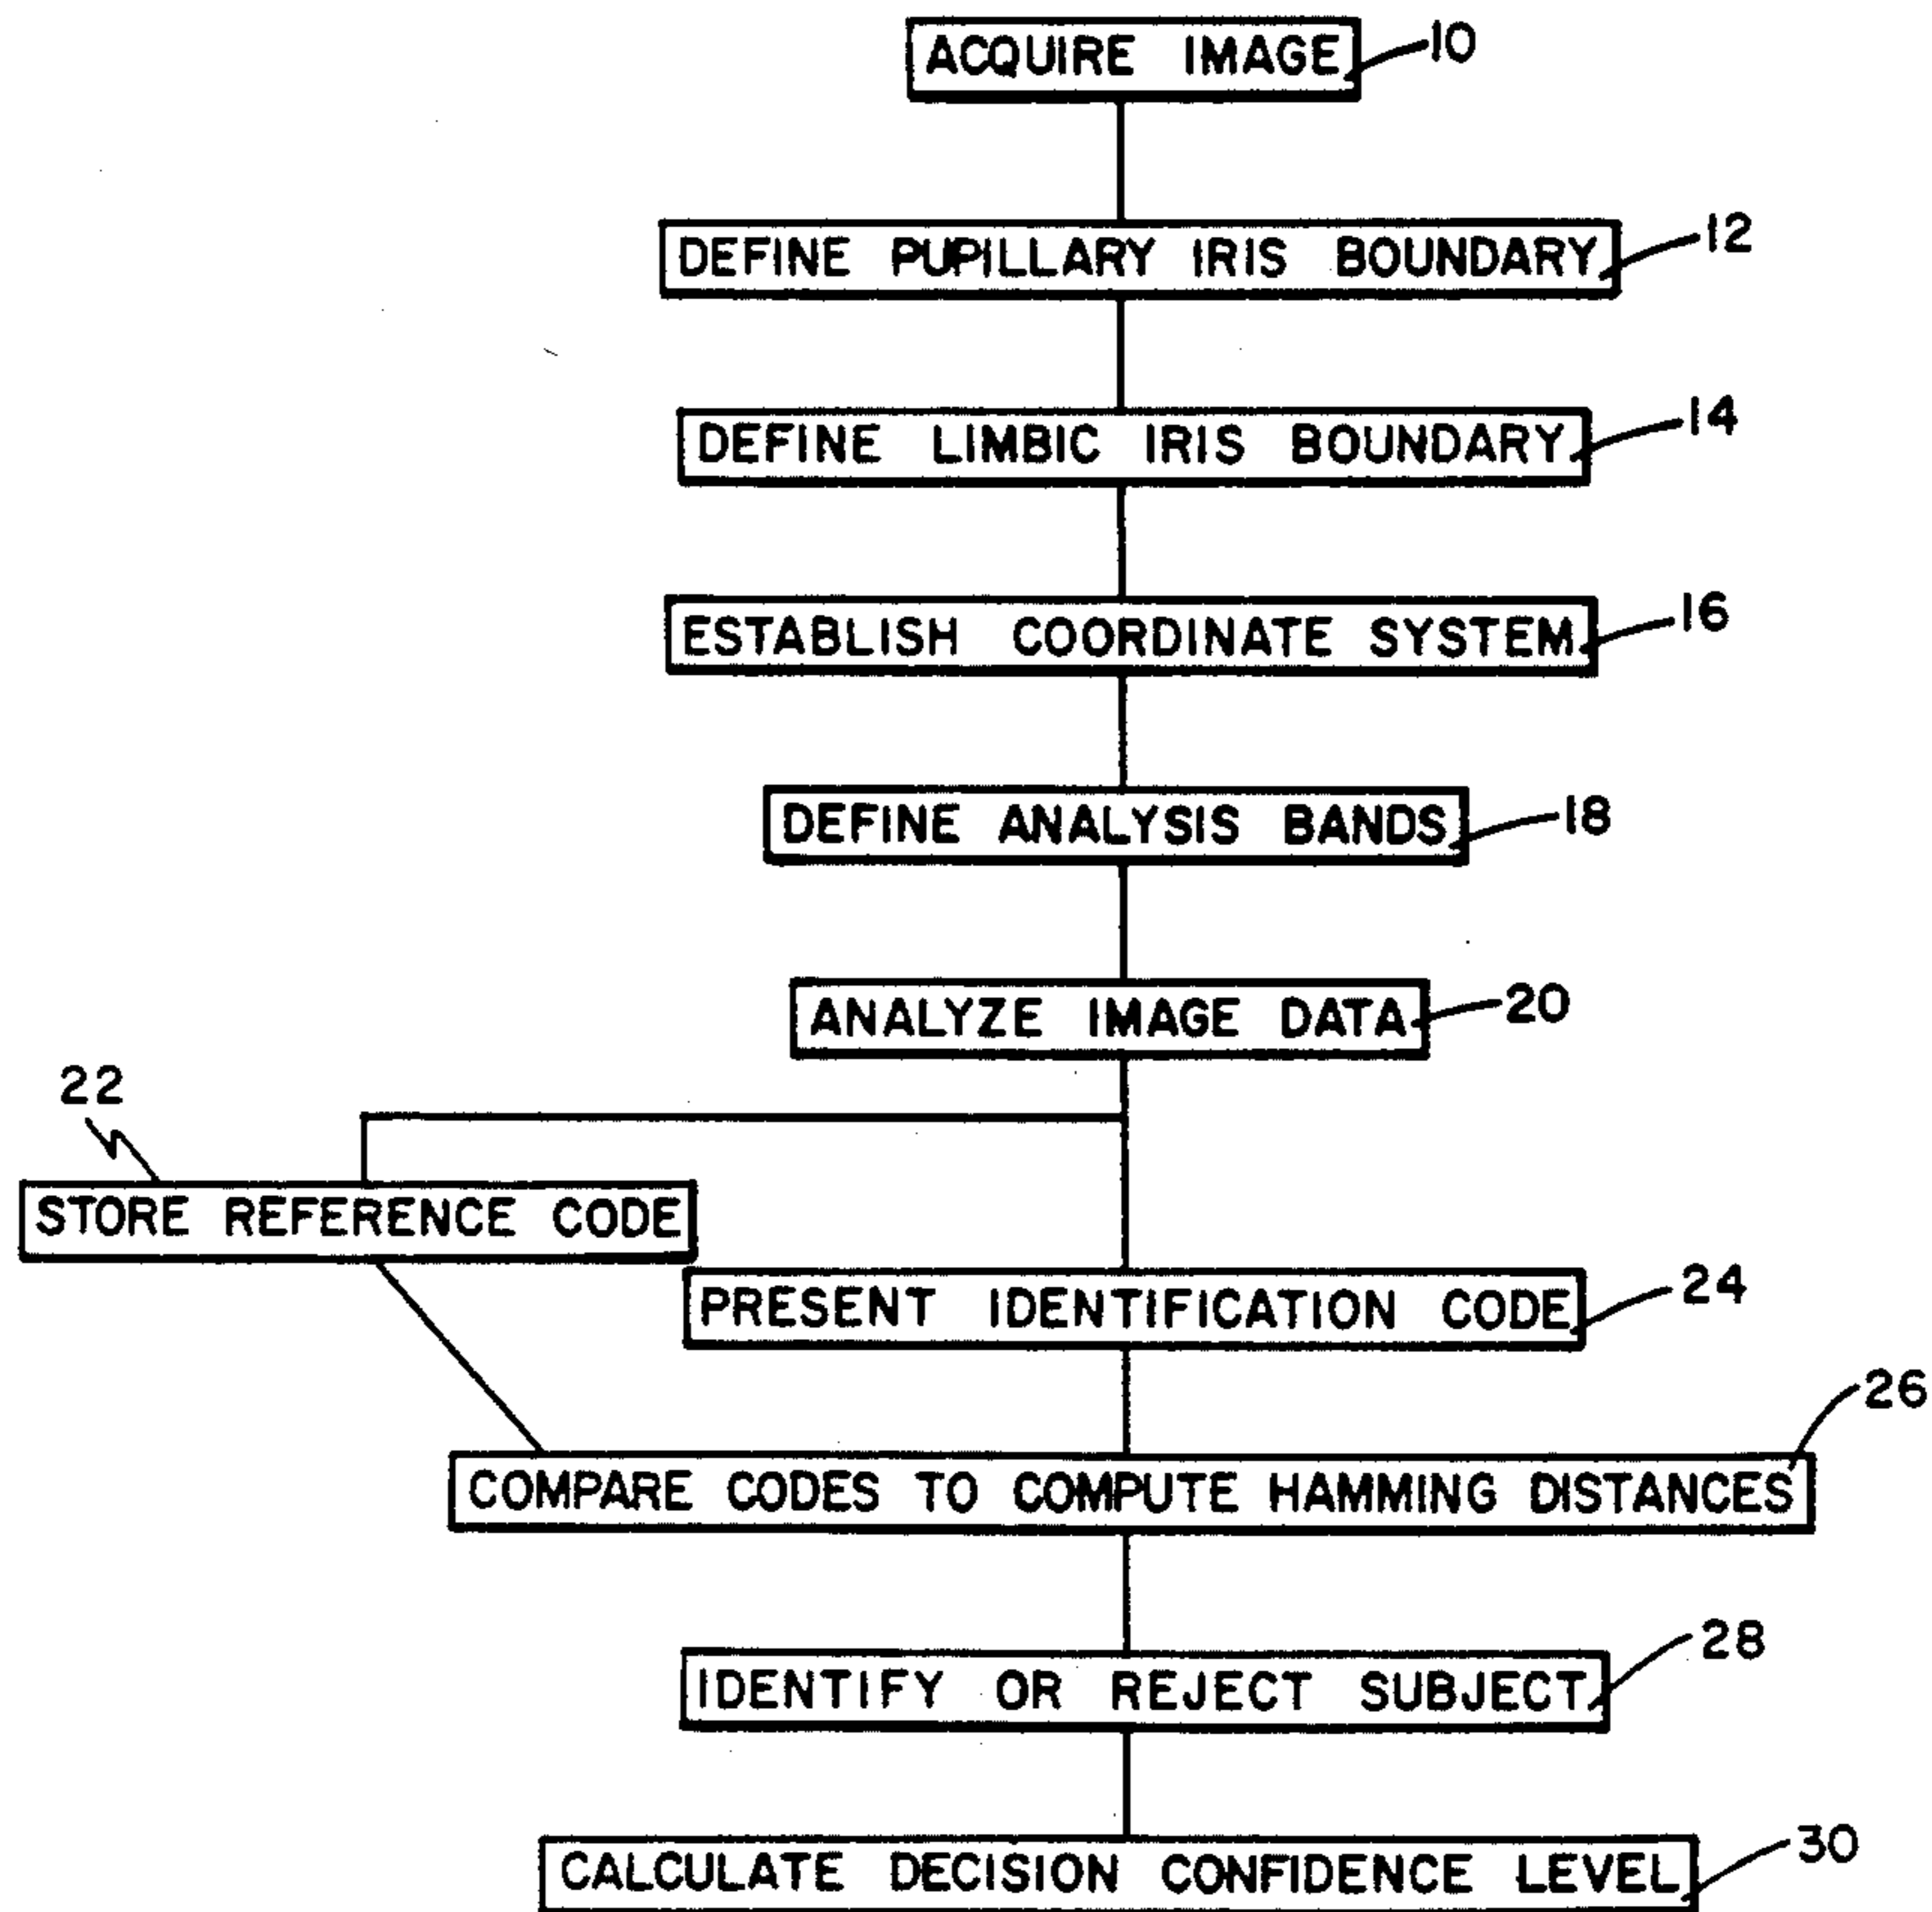 ACQUIRE IMAGE 10
DEFINE PUPILLARY IRIS BOUNDARY 12
DEFINE LIMBIC IRIS BOUNDARY 14
ESTABLISH COORDINATE SYSTEM 16
DEFINE ANALYSIS BANDS 18
ANALYZE IMAGE DATA 20
22
STORE REFERENCE CODE
PRESENT IDENTIFICATION CODE 24
26
COMPARE CODES TO COMPUTE HAMMING DISTANCES
IDENTIFY OR REJECT SUBJECT 28
CALCULATE DECISION CONFIDENCE LEVEL 30